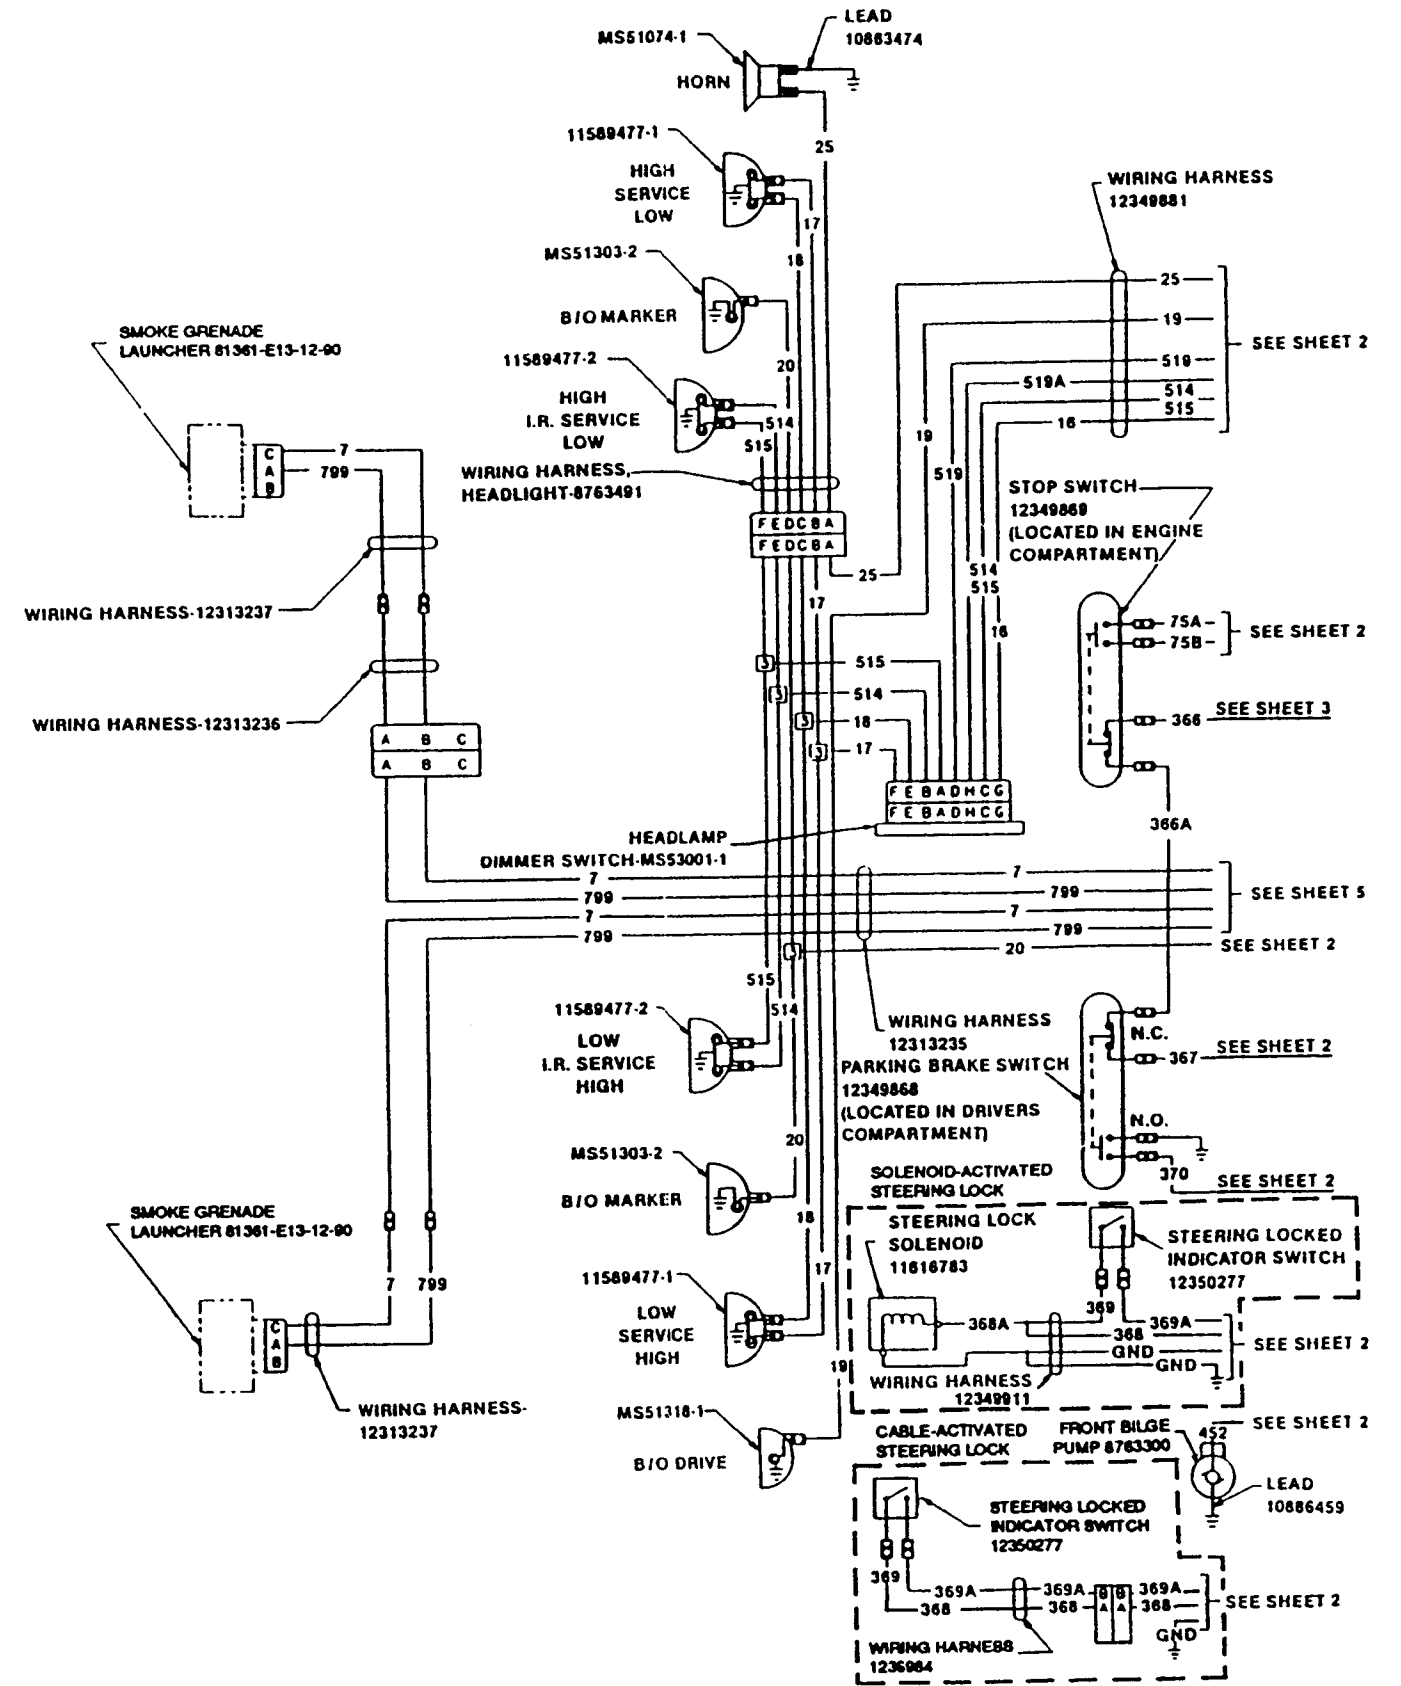 LEAD
10863474
MS51074-1
HORN
25
11589477-1
HIGH
SERVICE
LOW
17
18
WIRING HARNESS
12349881
MS51303-2
B/O MARKER
20
25
19
519
519A
514
515
16
SEE SHEET 2
SMOKE GRENADE
LAUNCHER 81361-E13-12-90
11589477-2
HIGH
I.R. SERVICE
LOW
514
515
C
A
B
7
799
19
519
WIRING HARNESS,
HEADLIGHT-8763491
F E D C B A
F E D C B A
STOP SWITCH
12349869
(LOCATED IN ENGINE
COMPARTMENT)
25
514
515
16
17
WIRING HARNESS-12313237
75A
75B
SEE SHEET 2
3
515
3
514
3
18
3
17
366
SEE SHEET 3
WIRING HARNESS-12313236
A B C
A B C
F E B A D H C G
F E B A D H C G
366A
HEADLAMP
DIMMER SWITCH-MS53001-1
7
7
799
799
7
7
799
799
SEE SHEET 5
3
20
SEE SHEET 2
515
514
11589477-2
LOW
I.R. SERVICE
HIGH
WIRING HARNESS
12313235
N.C.
367
SEE SHEET 2
PARKING BRAKE SWITCH
12349868
(LOCATED IN DRIVERS
COMPARTMENT)
N.O.
370
SEE SHEET 2
20
MS51303-2
B/O MARKER
18
SOLENOID-ACTIVATED
STEERING LOCK
STEERING LOCK
SOLENOID
11616783
STEERING LOCKED
INDICATOR SWITCH
12350277
SMOKE GRENADE
LAUNCHER 81361-E13-12-90
7
799
C
A
B
11589477-1
LOW
SERVICE
HIGH
17
369
368A
369A
368
GND
GND
SEE SHEET 2
WIRING HARNESS
12349911
19
WIRING HARNESS-
12313237
MS51318-1
B/O DRIVE
CABLE-ACTIVATED
STEERING LOCK
FRONT BILGE
PUMP 8763300
452
SEE SHEET 2
LEAD
10886459
STEERING LOCKED
INDICATOR SWITCH
12350277
369
369A
368
369A
368
B B
A A
369A
368
GND
SEE SHEET 2
WIRING HARNESS
1236984